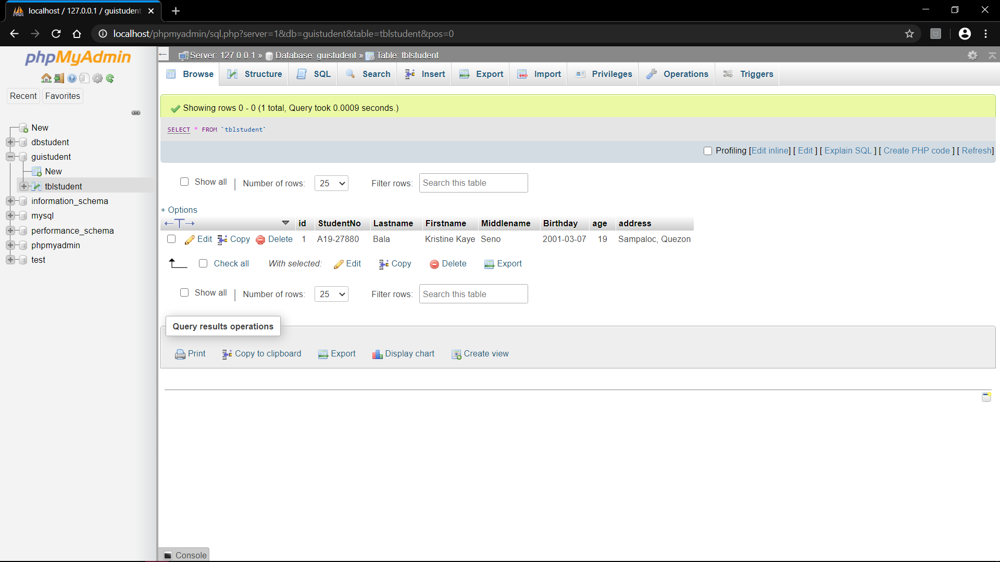 localhost / 127.0.0.1 / guistudent
localhost/phpmyadmin/sql.php?server=1&db=guistudent&table=tblstudent&pos=0
phpMyAdmin
Recent Favorites
New
dbstudent
guistudent
New
tblstudent
information_schema
mysql
performance_schema
phpmyadmin
test
Server: 127.0.0.1 » Database: guistudent » Table: tblstudent
Browse Structure SQL Search Insert Export Import Privileges Operations Triggers
Showing rows 0 - 0 (1 total, Query took 0.0009 seconds.)
SELECT * FROM `tblstudent`
Profiling [Edit inline] [ Edit ] [ Explain SQL ] [ Create PHP code ] [ Refresh]
Show all | Number of rows: 25 Filter rows: Search this table
+ Options
←T→ id StudentNo Lastname Firstname Middlename Birthday age address
Edit Copy Delete 1 A19-27880 Bala Kristine Kaye Seno 2001-03-07 19 Sampaloc, Quezon
Check all With selected: Edit Copy Delete Export
Show all | Number of rows: 25 Filter rows: Search this table
Query results operations
Print Copy to clipboard Export Display chart Create view
Console